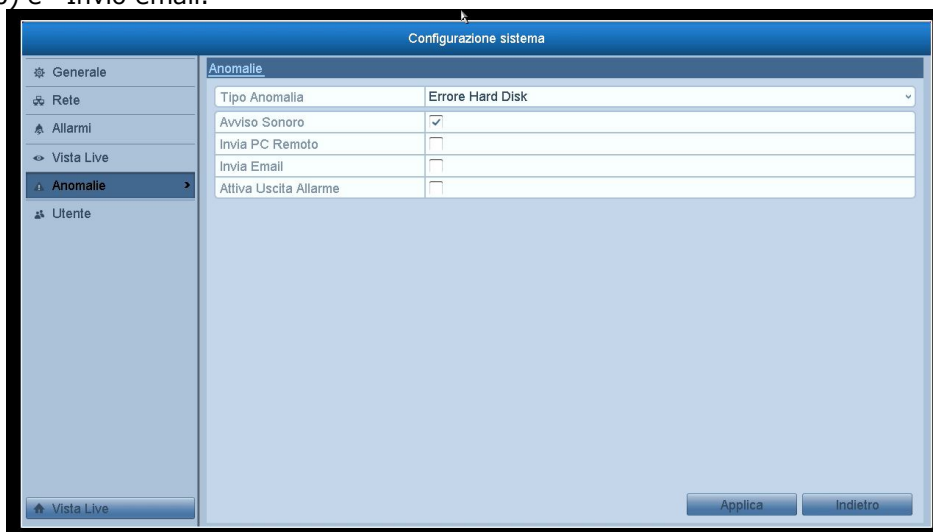 e "Invio email.
Configurazione sistema
Generale
Rete
Allarmi
Vista Live
Anomalie
Utente
Vista Live
Anomalie
Tipo Anomalia Errore Hard Disk
Avviso Sonoro
Invia PC Remoto
Invia Email
Attiva Uscita Allarme
Applica Indietro